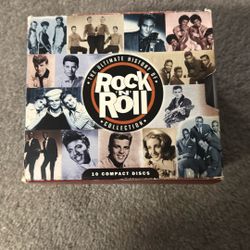 THE ULTIMATE HISTORY OF
ROCK
'N'
ROLL
COLLECTION
10 COMPACT DISCS